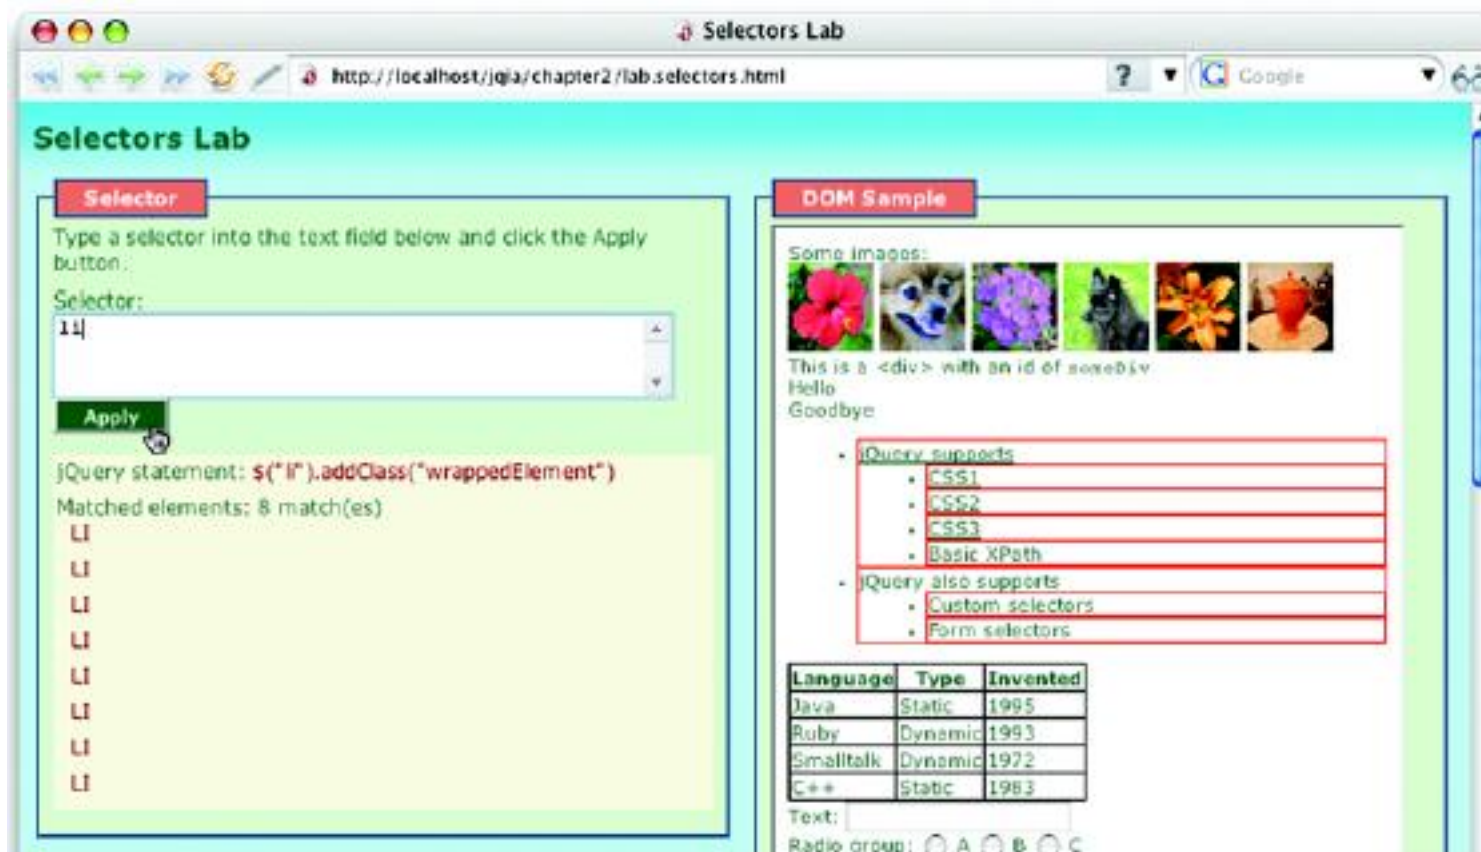 Selectors Lab
http://localhost/jqia/chapter2/lab.selectors.html
?
G
Google
Selectors Lab
Selector
Type a selector into the text field below and click the Apply
button.
Selector:
li
Apply
jQuery statement: $("li").addClass("wrappedElement")
Matched elements: 8 match(es)
LI
LI
LI
LI
LI
LI
LI
LI
DOM Sample
Some images:
This is a <div> with an id of someDiv
Hello
Goodbye
jQuery supports
CSS1
CSS2
CSS3
Basic XPath
jQuery also supports
Custom selectors
Form selectors
Language Type Invented
Java Static 1995
Ruby Dynamic 1993
Smalltalk Dynamic 1972
C++ Static 1983
Text:
Radio group: A B C